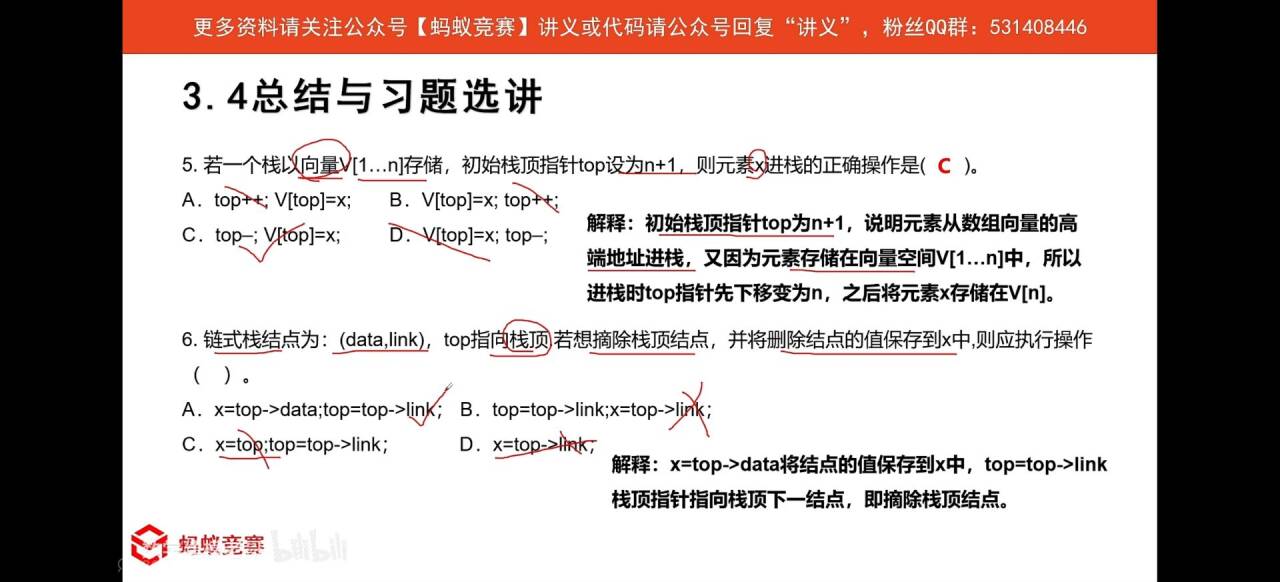 更多资料请关注公众号【蚂蚁竞赛】讲义或代码请公众号回复“讲义”，粉丝QQ群：531408446
3.4总结与习题选讲
5. 若一个栈以向量V[1…n]存储，初始栈顶指针top设为n+1，则元素x进栈的正确操作是( C )。
A．top++; V[top]=x; B．V[top]=x; top++;
C．top–; V[top]=x; D．V[top]=x; top–;
解释：初始栈顶指针top为n+1，说明元素从数组向量的高
端地址进栈，又因为元素存储在向量空间V[1…n]中，所以
进栈时top指针先下移变为n，之后将元素x存储在V[n]。
6. 链式栈结点为：(data,link)，top指向栈顶.若想摘除栈顶结点，并将删除结点的值保存到x中,则应执行操作
（ ）。
A．x=top->data;top=top->link； B．top=top->link;x=top->link；
C．x=top;top=top->link； D．x=top->link；
解释：x=top->data将结点的值保存到x中，top=top->link
栈顶指针指向栈顶下一结点，即摘除栈顶结点。
蚂蚁竞赛
bilibili